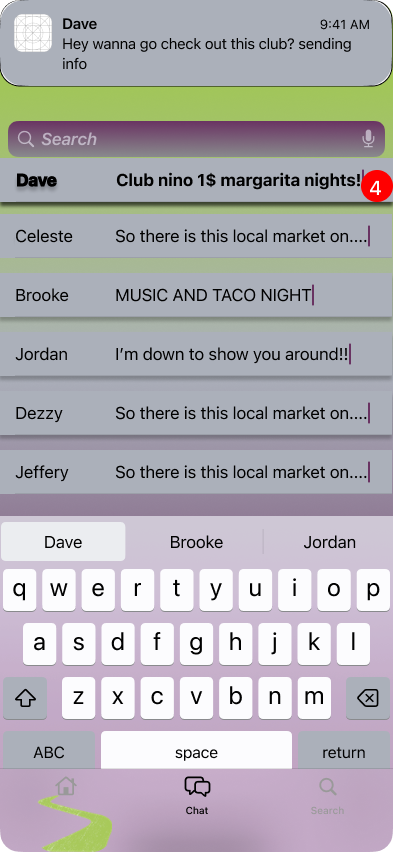 Dave 9:41 AM
Hey wanna go check out this club? sending
info
Search
Dave Club nino 1$ margarita nights!
4
Celeste So there is this local market on....
Brooke MUSIC AND TACO NIGHT
Jordan I’m down to show you around!!
Dezzy So there is this local market on....
Jeffery So there is this local market on....
Dave Brooke Jordan
q w e r t y u i o p
a s d f g h j k l
z x c v b n m
ABC space return
Chat Search